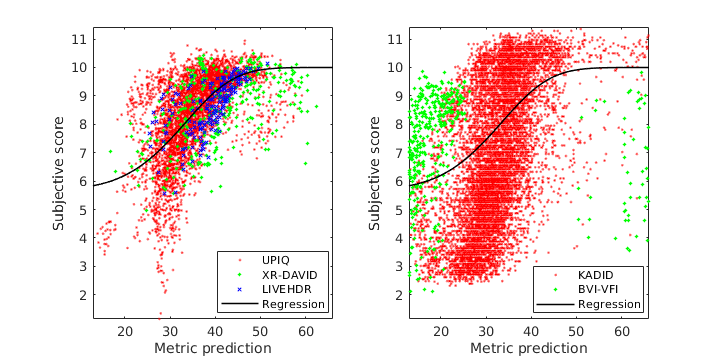 Subjective score
11
10
9
8
7
6
5
4
3
2
20
30
40
50
60
Metric prediction
UPIQ
XR-DAVID
LIVEHDR
Regression
Subjective score
11
10
9
8
7
6
5
4
3
2
20
30
40
50
60
Metric prediction
KADID
BVI-VFI
Regression